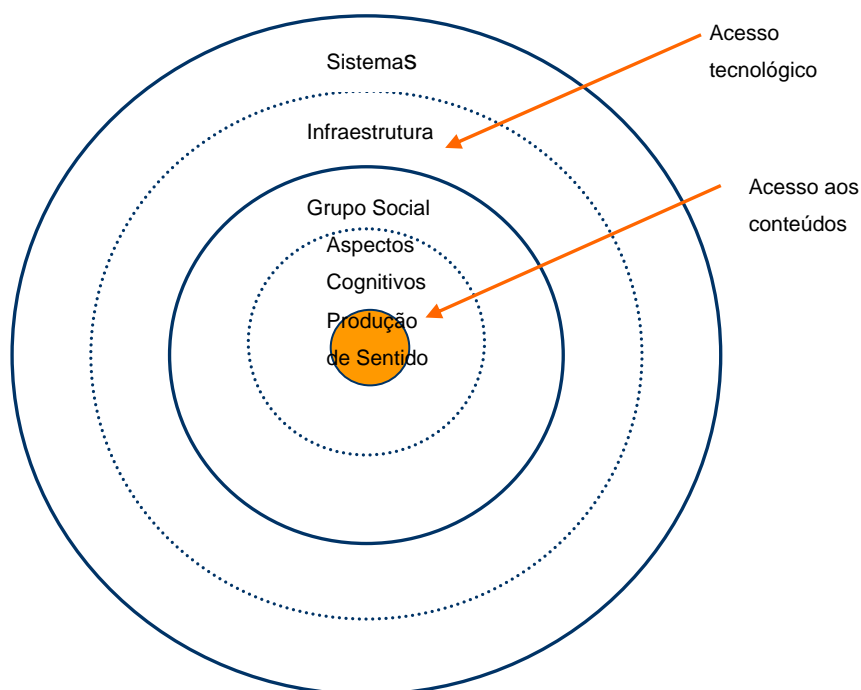 Sistemas
Infraestrutura
Grupo Social
Aspectos
Cognitivos
Produção
de Sentido
Acesso
tecnológico
Acesso aos
conteúdos